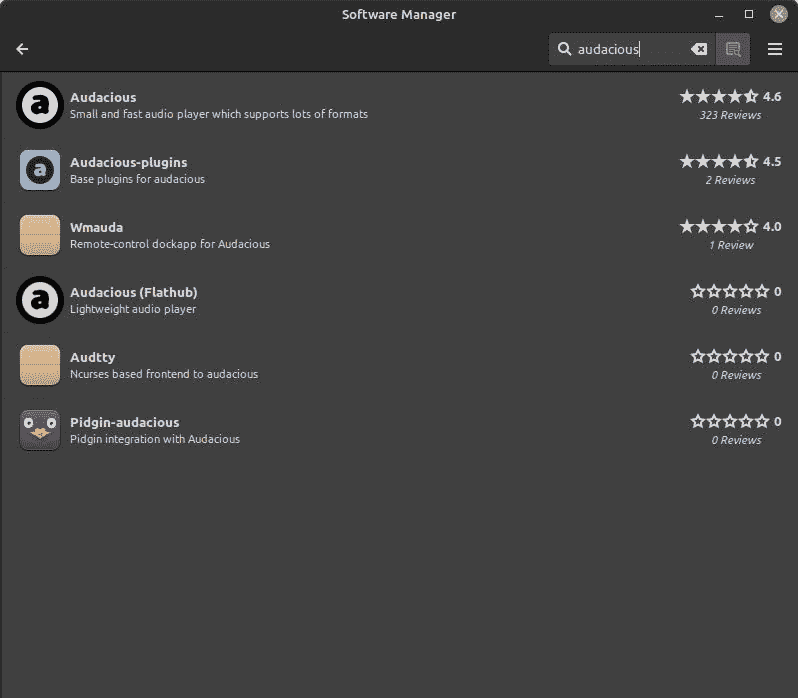 Software Manager
audacious
Audacious
Small and fast audio player which supports lots of formats
4.6
323 Reviews
Audacious-plugins
Base plugins for audacious
4.5
2 Reviews
Wmauda
Remote-control dockapp for Audacious
4.0
1 Review
Audacious (Flathub)
Lightweight audio player
0
0 Reviews
Audtty
Ncurses based frontend to audacious
0
0 Reviews
Pidgin-audacious
Pidgin integration with Audacious
0
0 Reviews